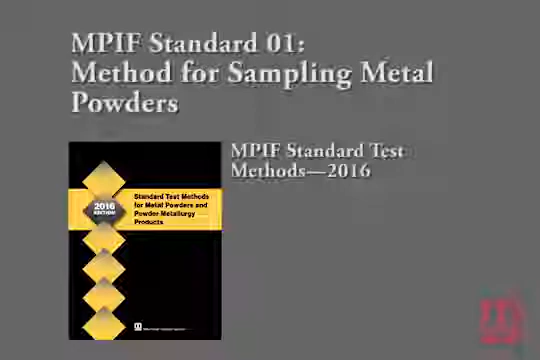 MPIF Standard 01:
Method for Sampling Metal
Powders
MPIF Standard Test
Methods—2016
2016
EDITION
Standard Test Methods
for Metal Powders and
Powder Metallurgy
Products